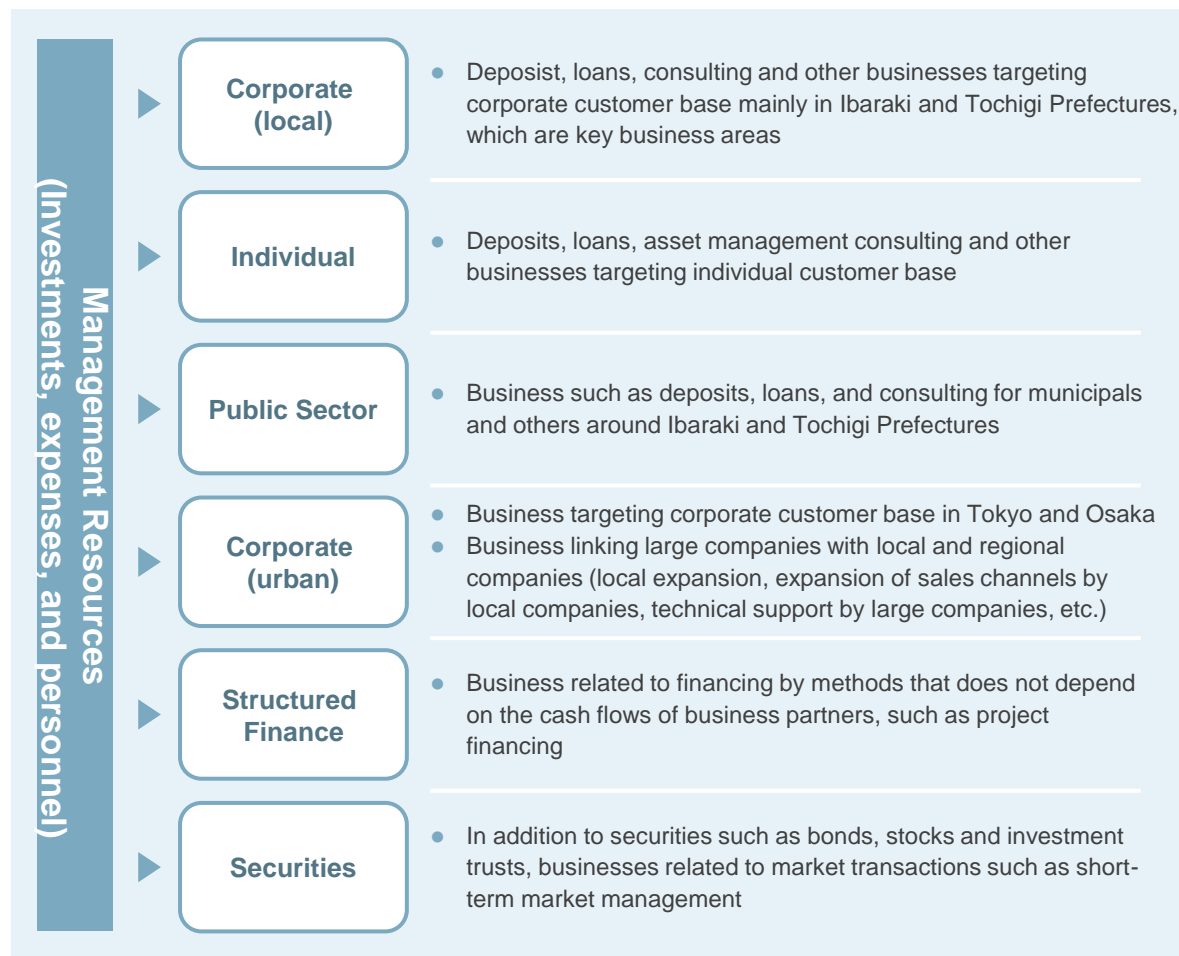 Management Resources
(Investments, expenses, and personnel)
Corporate
(local)
● Deposist, loans, consulting and other businesses targeting
corporate customer base mainly in Ibaraki and Tochigi Prefectures,
which are key business areas
Individual
● Deposits, loans, asset management consulting and other
businesses targeting individual customer base
Public Sector
● Business such as deposits, loans, and consulting for municipals
and others around Ibaraki and Tochigi Prefectures
Corporate
(urban)
● Business targeting corporate customer base in Tokyo and Osaka
● Business linking large companies with local and regional
companies (local expansion, expansion of sales channels by
local companies, technical support by large companies, etc.)
Structured
Finance
● Business related to financing by methods that does not depend
on the cash flows of business partners, such as project
financing
Securities
● In addition to securities such as bonds, stocks and investment
trusts, businesses related to market transactions such as short-
term market management